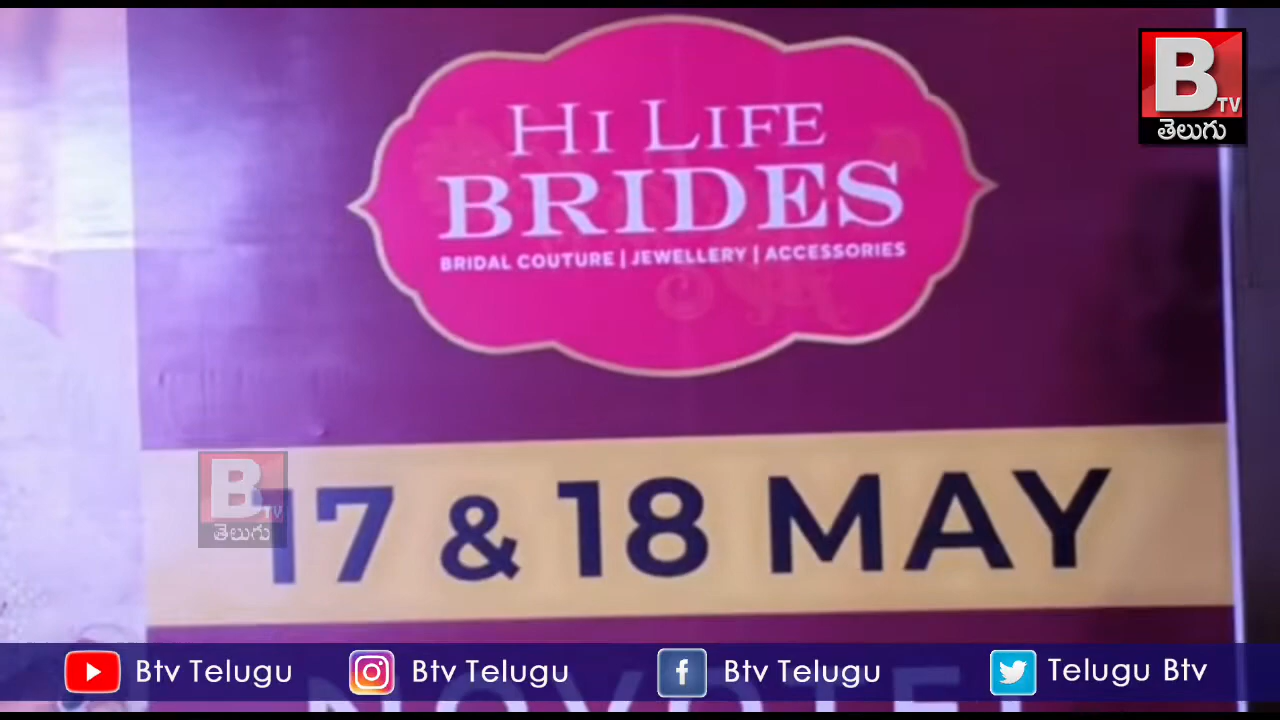 HI LIFE
BRIDES
BRIDAL COUTURE | JEWELLERY | ACCESSORIES
B TV
తెలుగు
17 & 18 MAY
B TV
తెలుగు
NOVOTEL
Btv Telugu
Btv Telugu
Btv Telugu
Telugu Btv